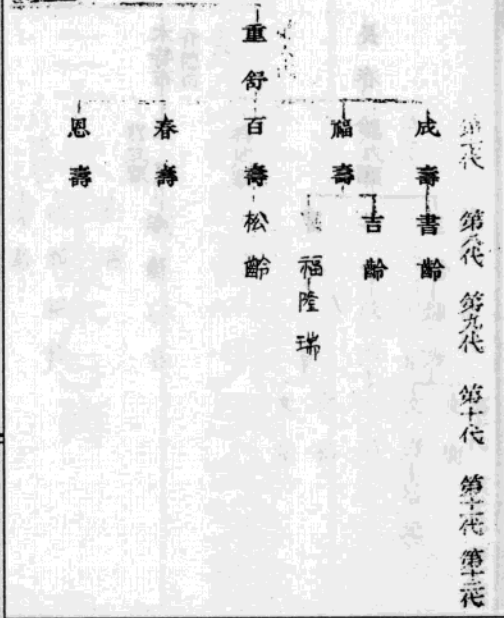 第七代
第八代
第九代
第十代
第十一代
第十二代
重舒
成壽
書齡
福壽
吉齡
福隆瑞
百壽
松齡
春壽
恩壽